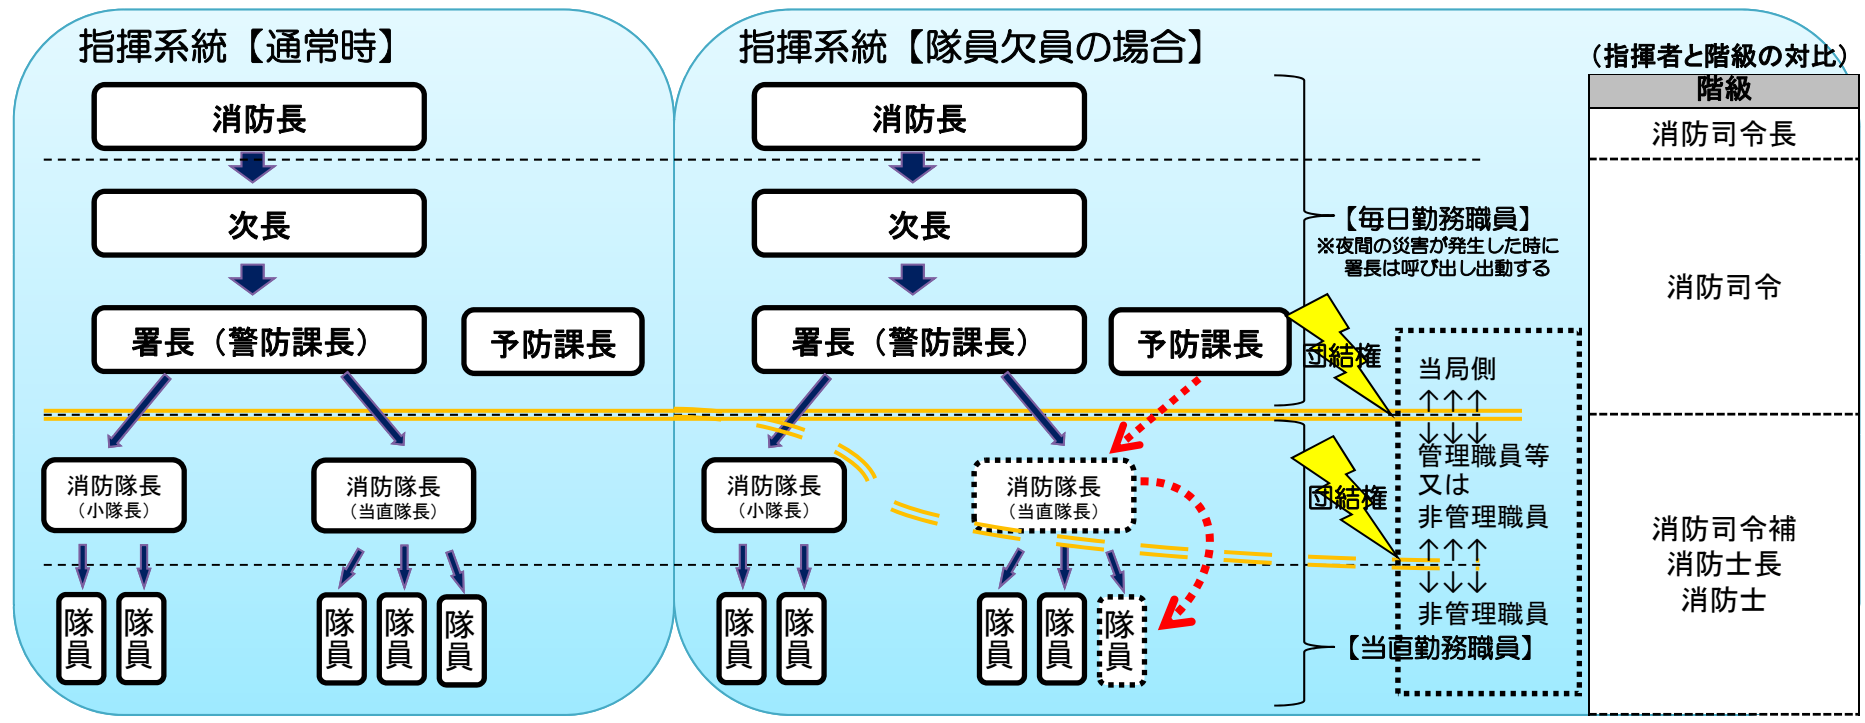 指揮系統【通常時】
消防長
次長
署長（警防課長）
予防課長
消防隊長
（小隊長）
消防隊長
（当直隊長）
隊員
隊員
隊員
隊員
隊員
指揮系統【隊員欠員の場合】
消防長
次長
署長（警防課長）
予防課長
消防隊長
（小隊長）
消防隊長
（当直隊長）
隊員
隊員
隊員
隊員
隊員
【毎日勤務職員】
※夜間の災害が発生した時に
署長は呼び出し出動する
団結権
団結権
当局側
↑↑↑
↓↓↓
管理職員等
又は
非管理職員
↑↑↑
↓↓↓
非管理職員
【当直勤務職員】
（指揮者と階級の対比）
階級
消防司令長
消防司令
消防司令補
消防士長
消防士